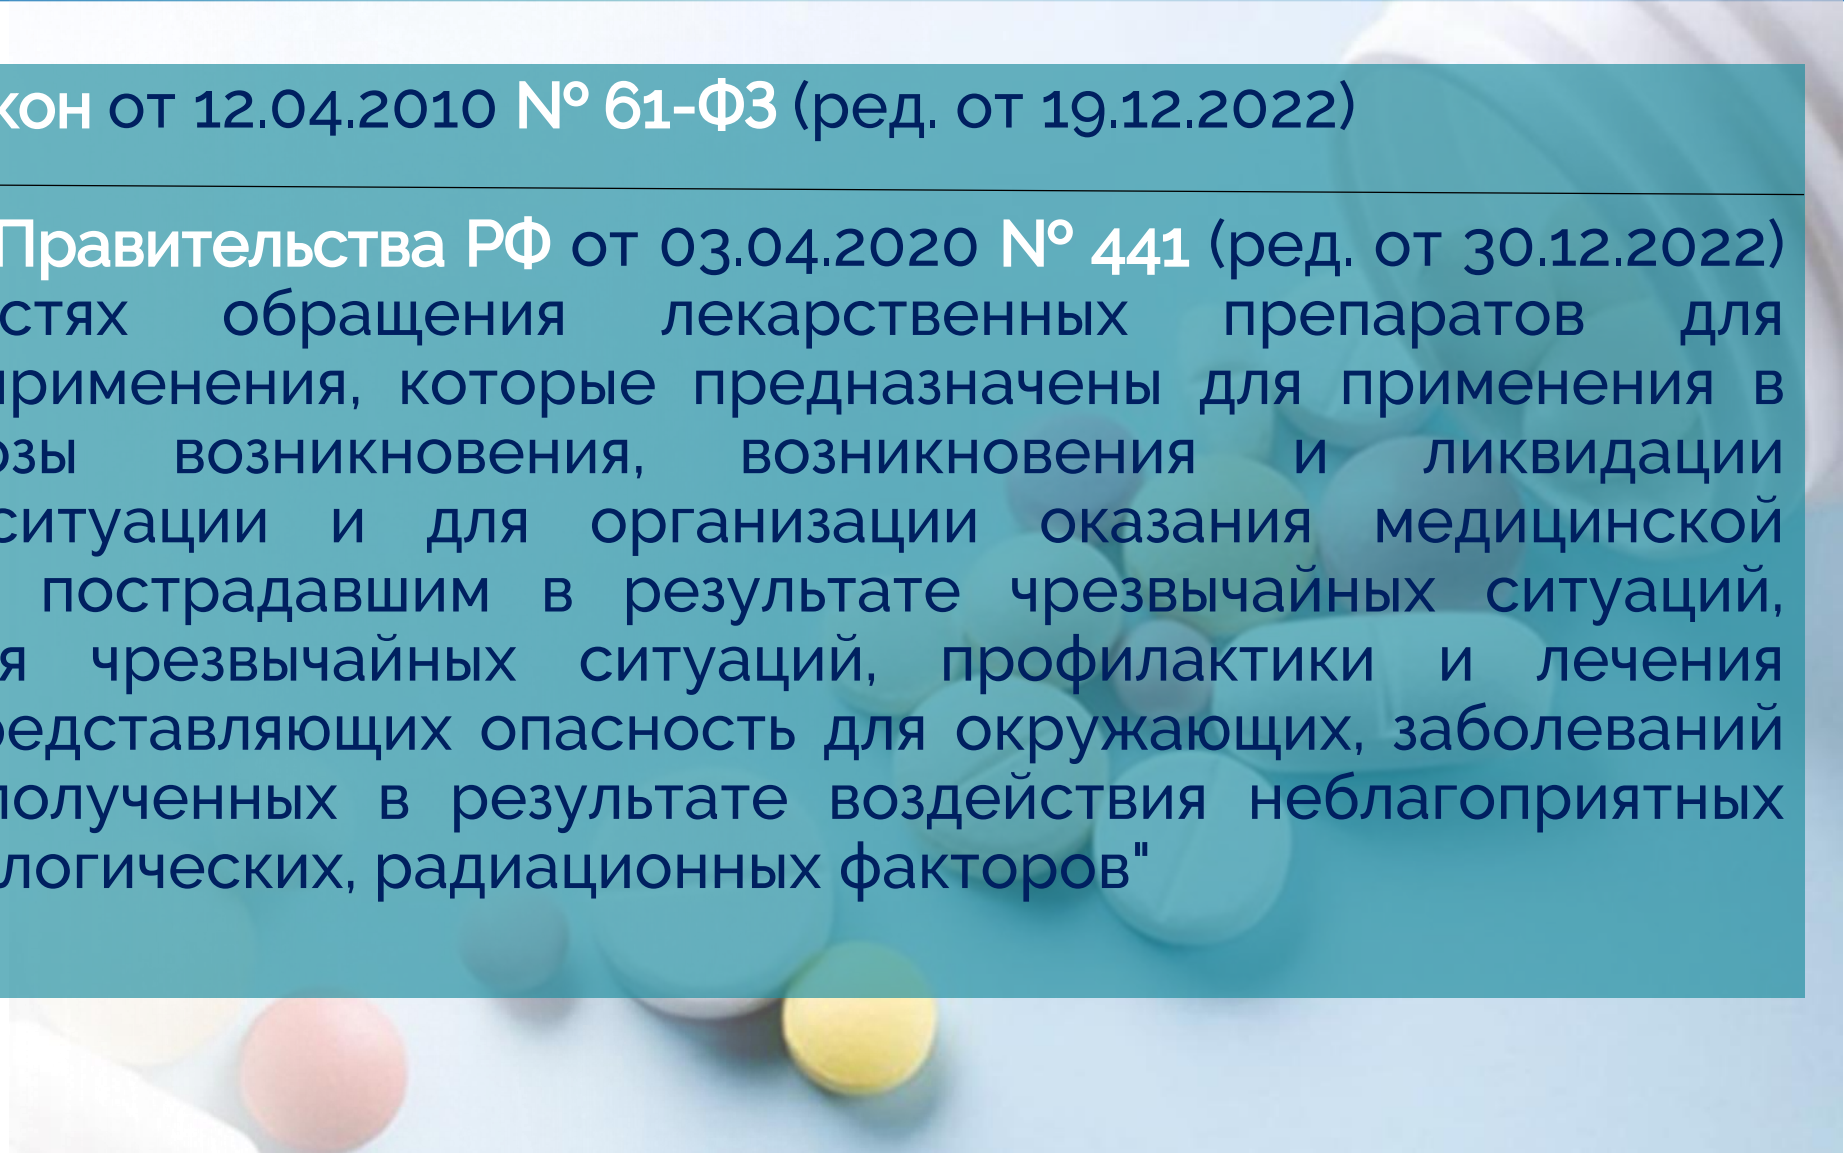 кон от 12.04.2010 № 61-ФЗ (ред. от 19.12.2022)
Правительства РФ от 03.04.2020 № 441 (ред. от 30.12.2022)
стях обращения лекарственных препаратов для
применения, которые предназначены для применения в
озы возникновения, возникновения и ликвидации
ситуации и для организации оказания медицинской
пострадавшим в результате чрезвычайных ситуаций,
я чрезвычайных ситуаций, профилактики и лечения
редставляющих опасность для окружающих, заболеваний
полученных в результате воздействия неблагоприятных
логических, радиационных факторов"